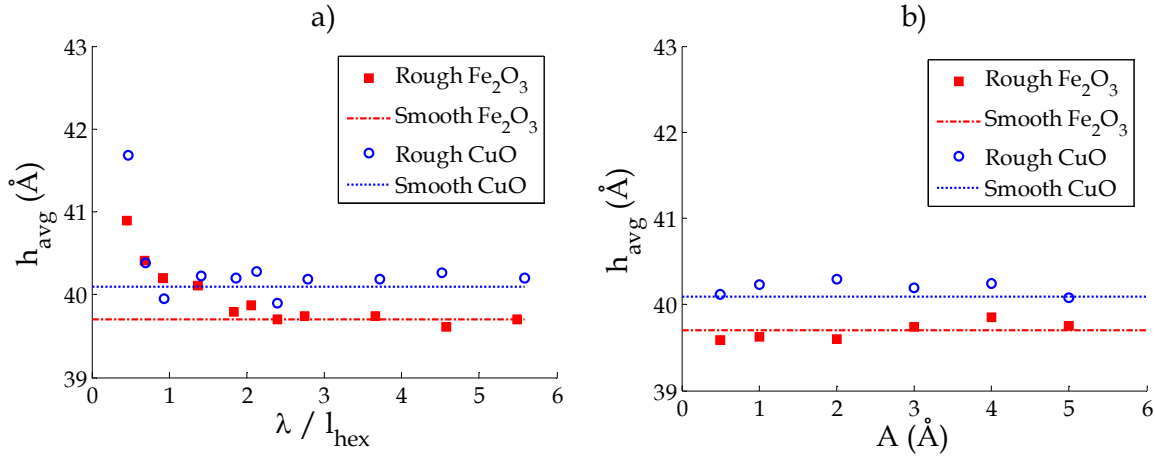 a)
43
42
41
40
39
h_avg (Å)
0 1 2 3 4 5 6
λ / l_hex
Rough Fe₂O₃
Smooth Fe₂O₃
Rough CuO
Smooth CuO
b)
43
42
41
40
39
h_avg (Å)
0 1 2 3 4 5 6
A (Å)
Rough Fe₂O₃
Smooth Fe₂O₃
Rough CuO
Smooth CuO